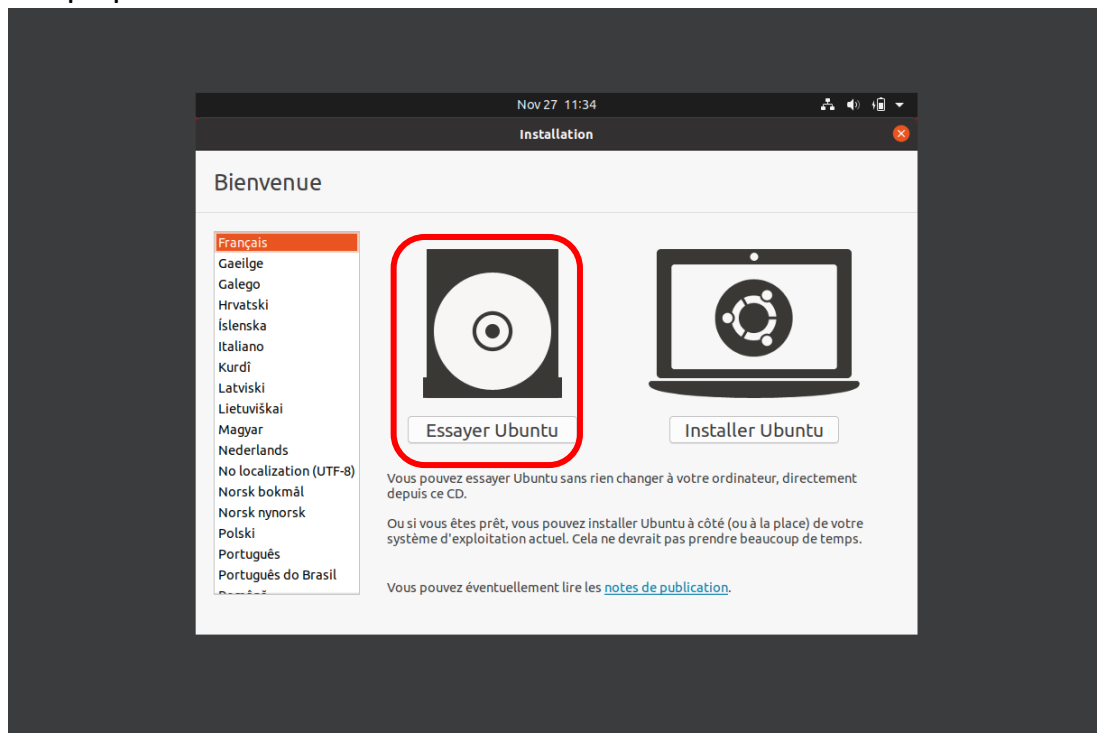 Nov 27 11:34
Installation
Bienvenue
Français
Gaeilge
Galego
Hrvatski
Íslenska
Italiano
Kurdî
Latviski
Lietuviškai
Magyar
Nederlands
No localization (UTF-8)
Norsk bokmål
Norsk nynorsk
Polski
Português
Português do Brasil
Essayer Ubuntu
Installer Ubuntu
Vous pouvez essayer Ubuntu sans rien changer à votre ordinateur, directement
depuis ce CD.
Ou si vous êtes prêt, vous pouvez installer Ubuntu à côté (ou à la place) de votre
système d'exploitation actuel. Cela ne devrait pas prendre beaucoup de temps.
Vous pouvez éventuellement lire les notes de publication.